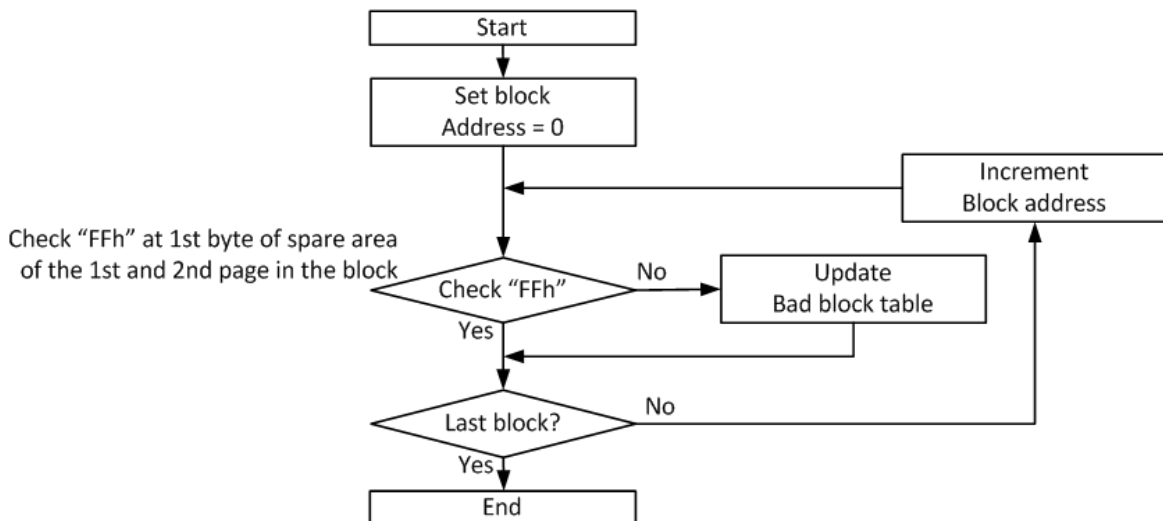 Start
Set block
Address = 0
Increment
Block address
Check “FFh” at 1st byte of spare area
of the 1st and 2nd page in the block
Check “FFh”
No
Update
Bad block table
Yes
Last block?
No
Yes
End